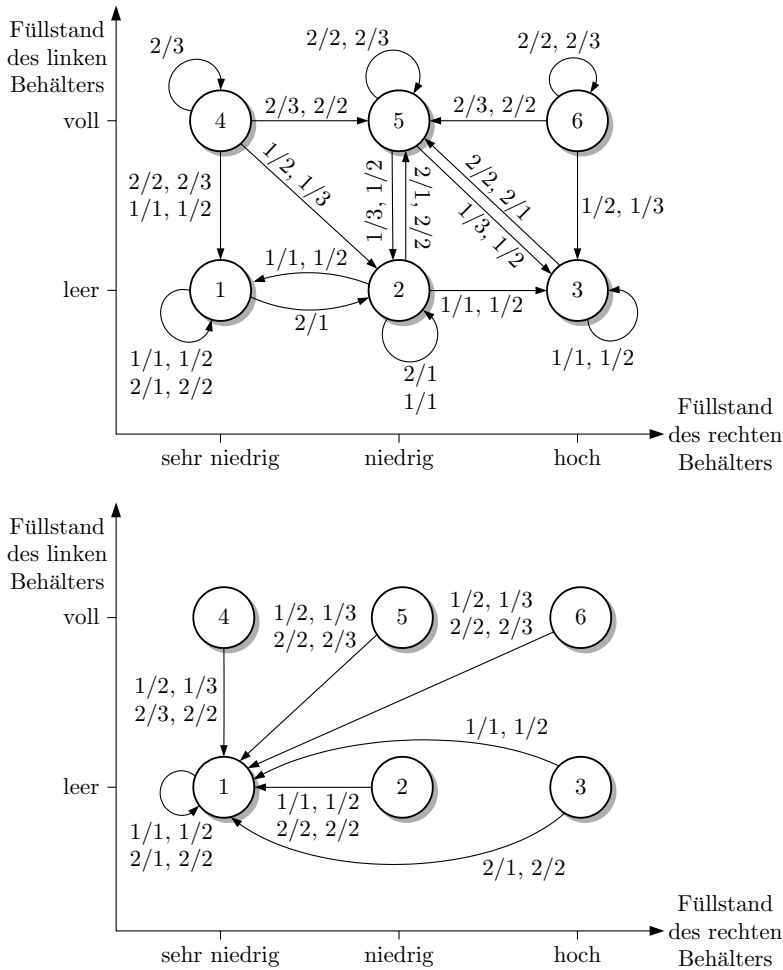 Füllstand
des linken
Behälters
voll
leer
2/3
2/2, 2/3
2/2, 2/3
4
2/3, 2/2
5
2/3, 2/2
6
2/2, 2/3
1/1, 1/2
1/2, 1/3
1/3, 1/2
2/1, 2/2
2/2, 2/1
1/3, 1/2
1/2, 1/3
1
1/1, 1/2
2/1
2
1/1, 1/2
3
1/1, 1/2
2/1, 2/2
2/1
1/1
1/1, 1/2
sehr niedrig
niedrig
hoch
Füllstand
des rechten
Behälters
Füllstand
des linken
Behälters
voll
leer
4
5
6
1/2, 1/3
2/2, 2/3
1/2, 1/3
2/2, 2/3
1/2, 1/3
2/3, 2/2
1/1, 1/2
1
2
3
1/1, 1/2
2/1, 2/2
1/1, 1/2
2/2, 2/2
2/1, 2/2
sehr niedrig
niedrig
hoch
Füllstand
des rechten
Behälters